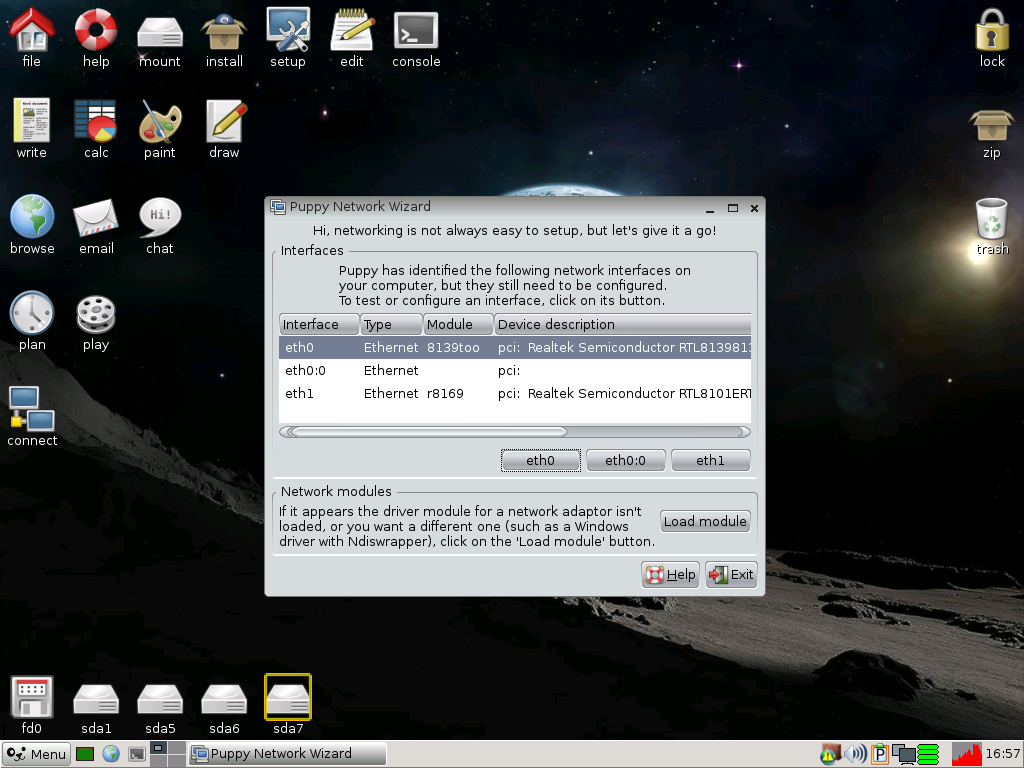 file help mount install setup edit console lock
write calc paint draw zip
browse email chat trash
plan play
connect
Puppy Network Wizard
Hi, networking is not always easy to setup, but let's give it a go!
Interfaces
Puppy has identified the following network interfaces on
your computer, but they still need to be configured.
To test or configure an interface, click on its button.
Interface Type Module Device description
eth0 Ethernet 8139too pci: Realtek Semiconductor RTL813981
eth0:0 Ethernet pci:
eth1 Ethernet r8169 pci: Realtek Semiconductor RTL8101ER
eth0 eth0:0 eth1
Network modules
If it appears the driver module for a network adaptor isn't
loaded, or you want a different one (such as a Windows
driver with Ndiswrapper), click on the 'Load module' button.
Load module
Help Exit
fd0 sda1 sda5 sda6 sda7
Menu Puppy Network Wizard 16:57